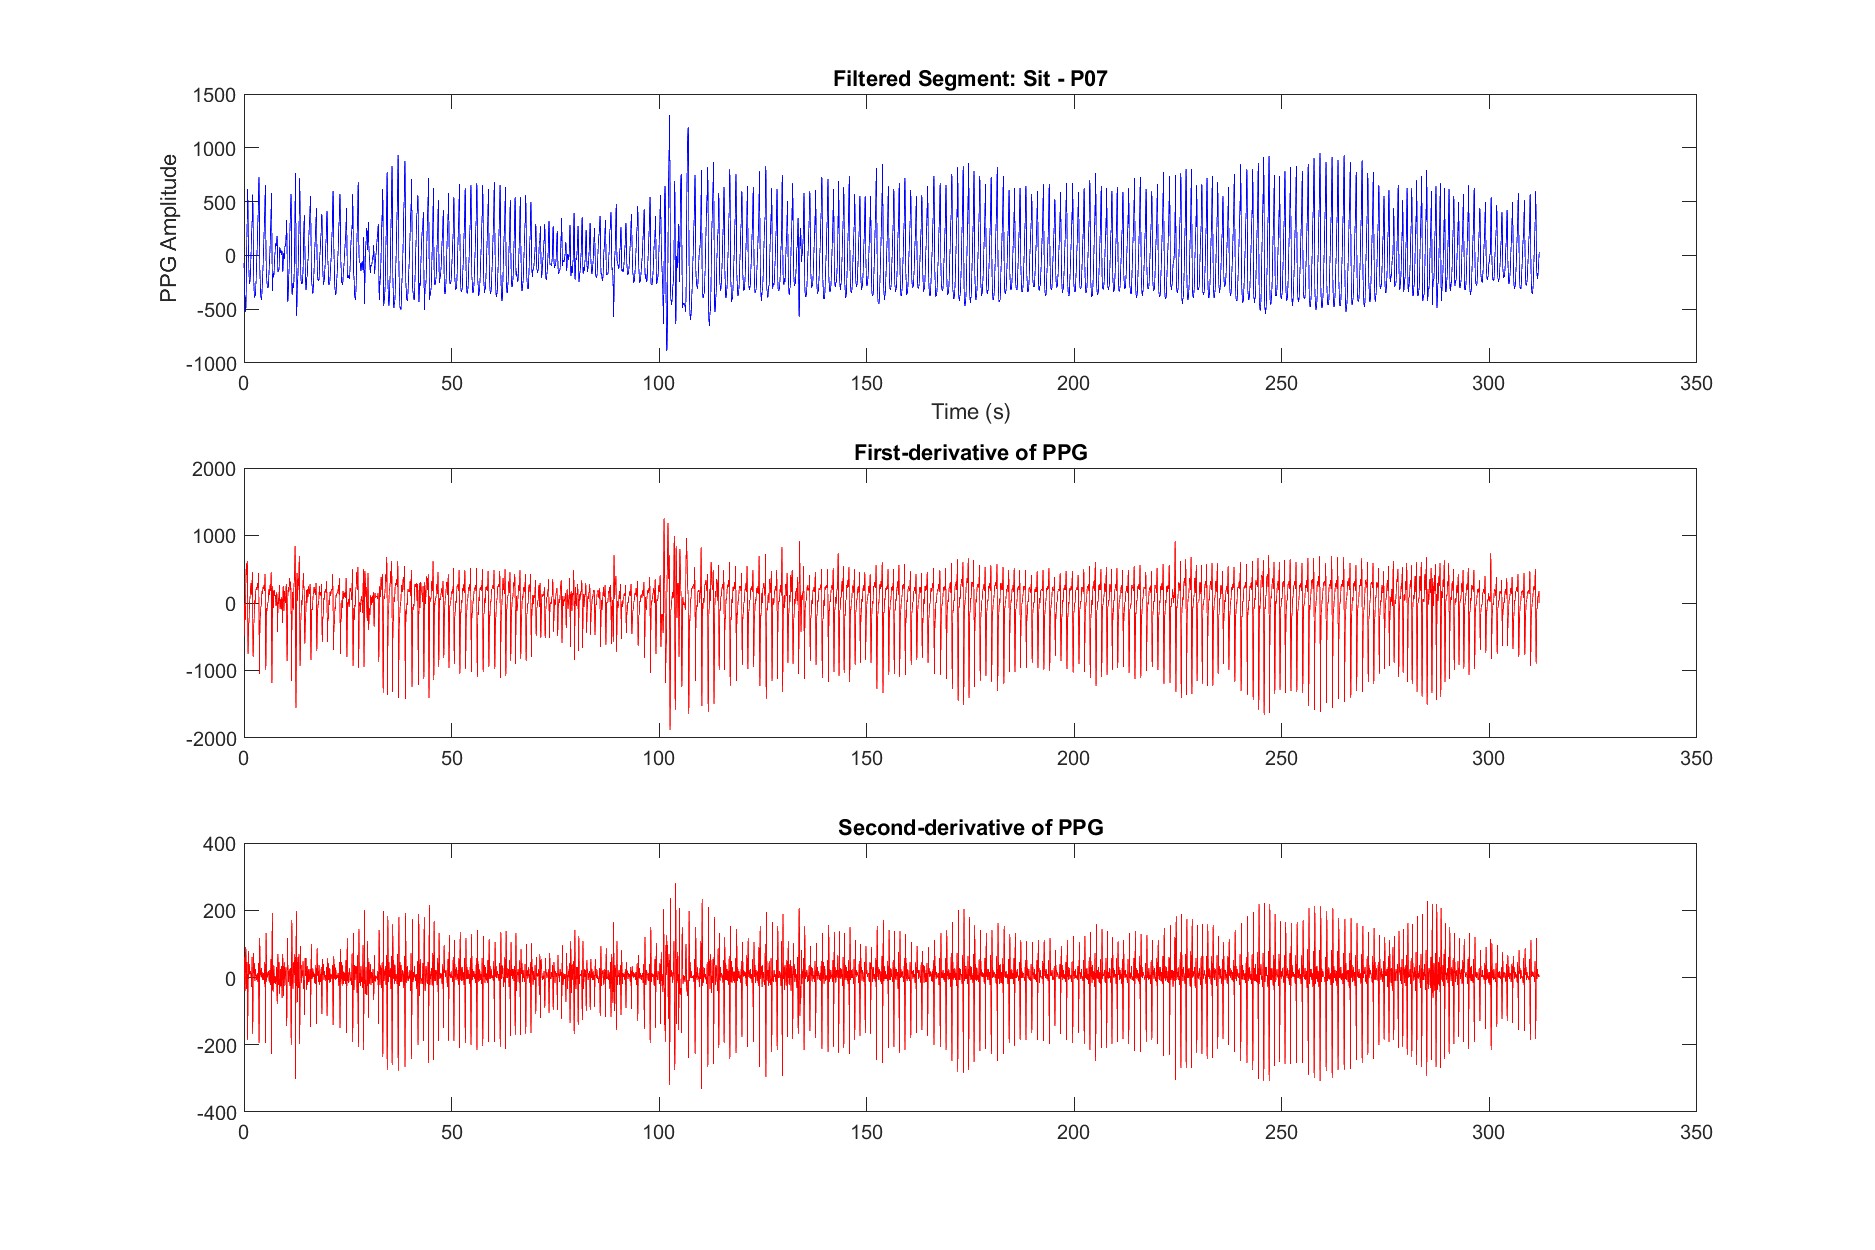 Filtered Segment: Sit - P07
1500
1000
500
0
-500
-1000
PPG Amplitude
0 50 100 150 200 250 300 350
Time (s)
First-derivative of PPG
2000
1000
0
-1000
-2000
0 50 100 150 200 250 300 350
Second-derivative of PPG
400
200
0
-200
-400
0 50 100 150 200 250 300 350